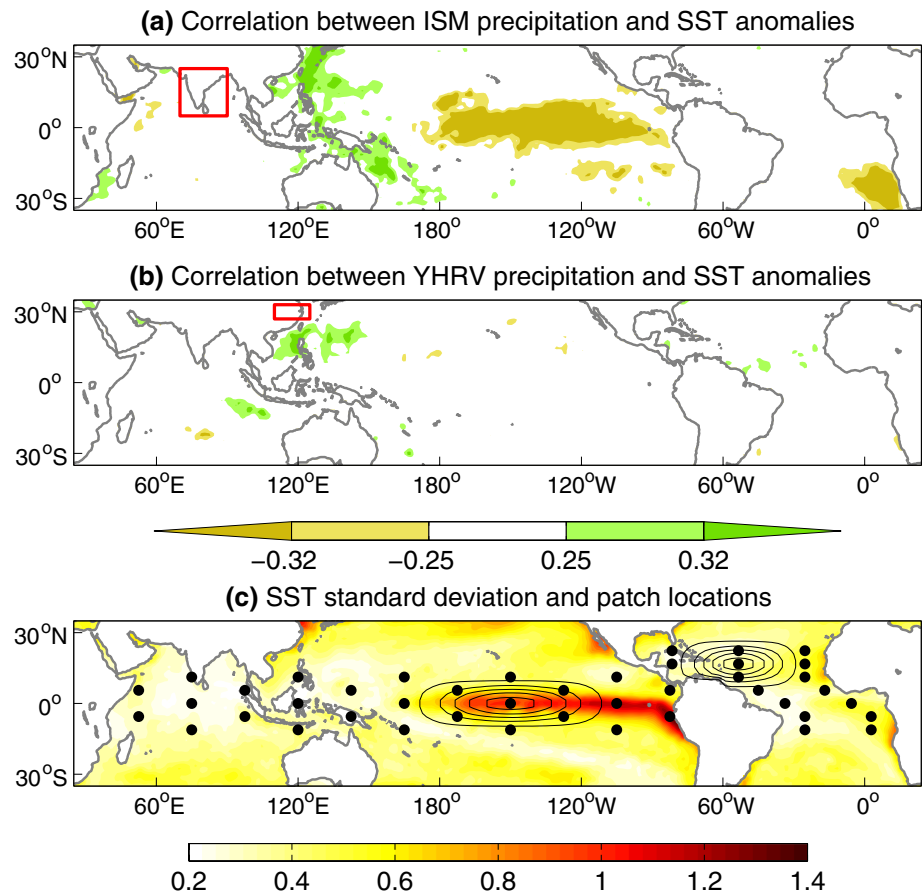 (a) Correlation between ISM precipitation and SST anomalies
30°N
0°
30°S
60°E 120°E 180° 120°W 60°W 0°
(b) Correlation between YHRV precipitation and SST anomalies
30°N
0°
30°S
60°E 120°E 180° 120°W 60°W 0°
−0.32 −0.25 0.25 0.32
(c) SST standard deviation and patch locations
30°N
0°
30°S
60°E 120°E 180° 120°W 60°W 0°
0.2 0.4 0.6 0.8 1 1.2 1.4